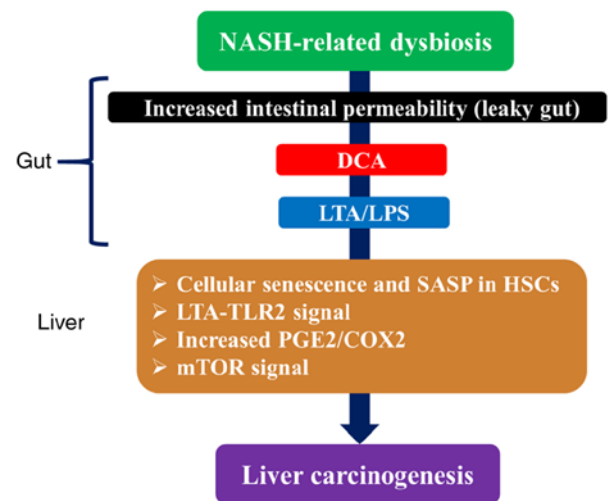 NASH-related dysbiosis
Increased intestinal permeability (leaky gut)
Gut
DCA
LTA/LPS
Liver
➢ Cellular senescence and SASP in HSCs
➢ LTA-TLR2 signal
➢ Increased PGE2/COX2
➢ mTOR signal
Liver carcinogenesis